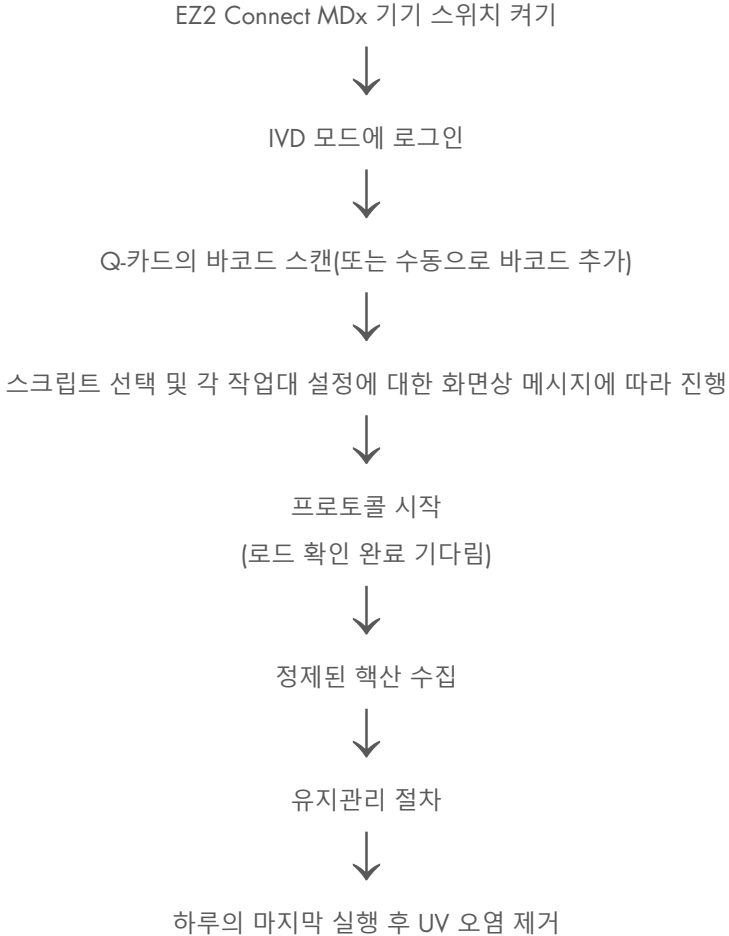 EZ2 Connect MDx 기기 스위치 켜기
IVD 모드에 로그인
Q-카드의 바코드 스캔(또는 수동으로 바코드 추가)
스크립트 선택 및 각 작업대 설정에 대한 화면상 메시지에 따라 진행
프로토콜 시작
(로드 확인 완료 기다림)
정제된 핵산 수집
유지관리 절차
하루의 마지막 실행 후 UV 오염 제거